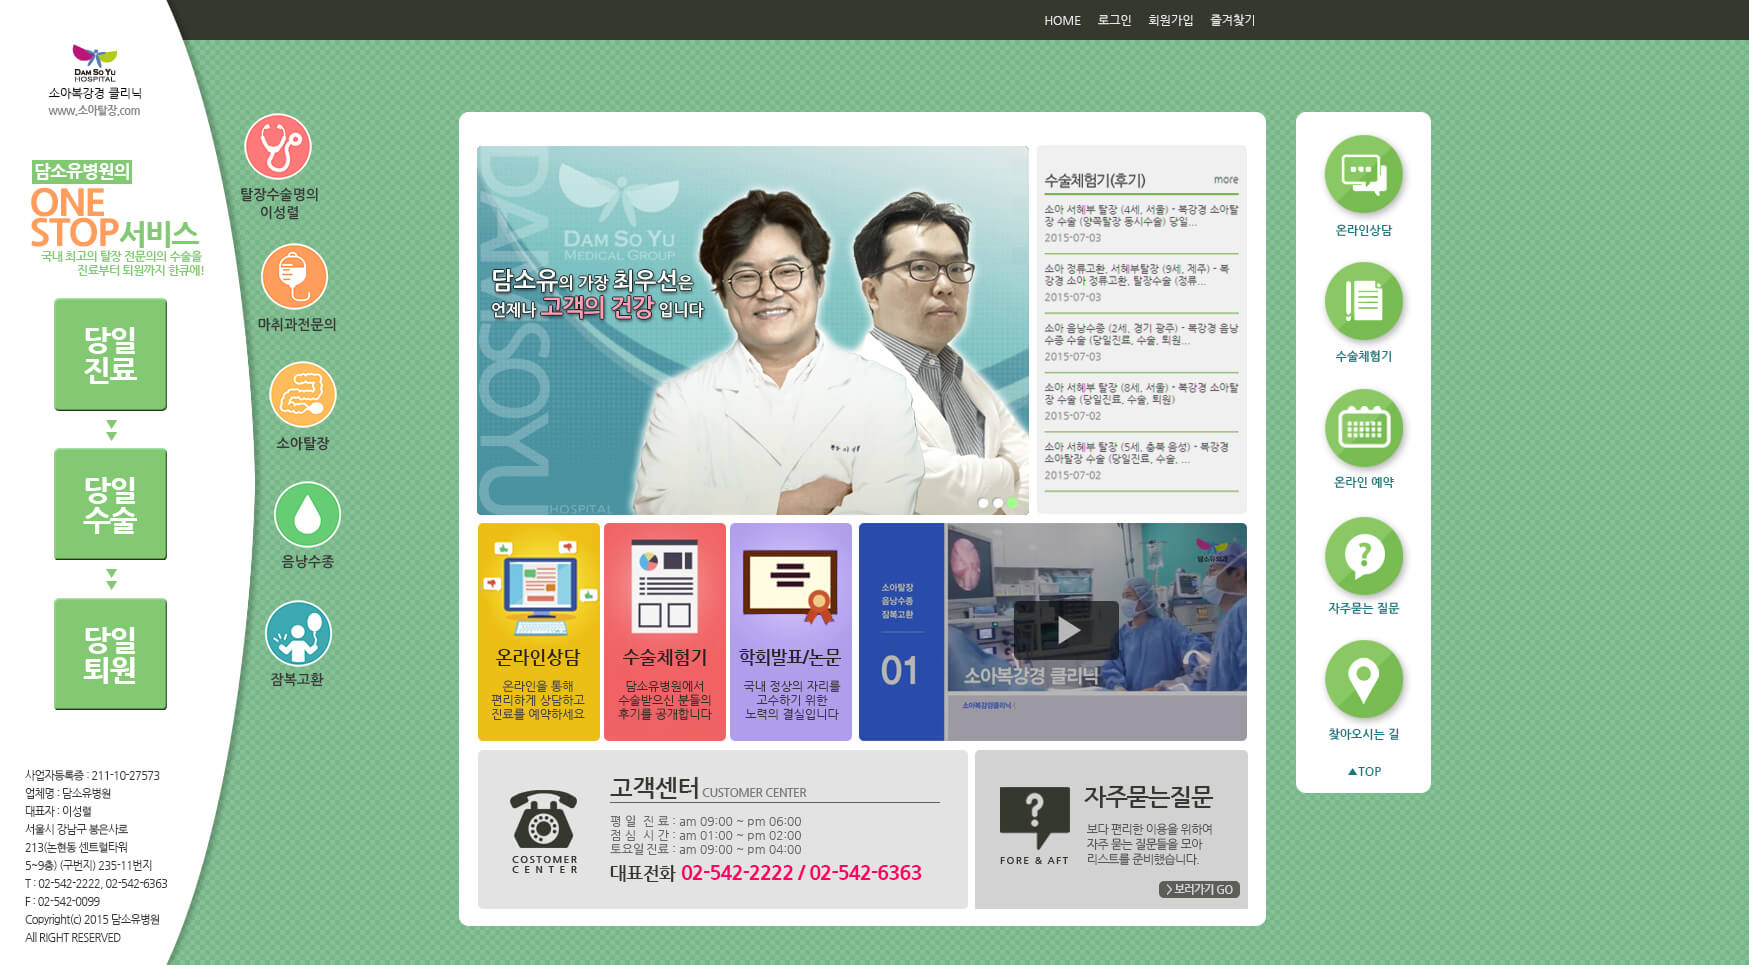 HOME 로그인 회원가입 즐겨찾기
DAM SO YU
HOSPITAL
소아복강경 클리닉
www.소아탈장.com
담소유병원의
ONE
STOP서비스
국내 최고의 탈장 전문의의 수술을
진료부터 퇴원까지 한큐에!
당일
진료
당일
수술
당일
퇴원
사업자등록증 : 211-10-27573
업체명 : 담소유병원
대표자 : 이성렬
서울시 강남구 봉은사로
213(논현동 센트럴타워
5~9층) (구번지) 235-11번지
T : 02-542-2222, 02-542-6363
F : 02-542-0099
Copyright(c) 2015 담소유병원
All RIGHT RESERVED
탈장수술명의
이성렬
마취과전문의
소아탈장
음낭수종
잠복고환
DAMSOYU
HOSPITAL
DAM SO YU
MEDICAL GROUP
담소유의 가장 최우선은
언제나 고객의 건강 입니다
수술체험기(후기) more
소아 서혜부 탈장 (4세, 서울) - 복강경 소아탈
장 수술 (양쪽탈장 동시수술) 당일...
2015-07-03
소아 정류고환, 서혜부탈장 (9세, 제주) - 복
강경 소아 정류고환, 탈장수술 (정류...
2015-07-03
소아 음낭수종 (2세, 경기 광주) - 복강경 음낭
수종 수술 (당일진료, 수술, 퇴원...
2015-07-03
소아 서혜부 탈장 (8세, 서울) - 복강경 소아탈
장 수술 (당일진료, 수술, 퇴원)
2015-07-02
소아 서혜부 탈장 (5세, 충북 음성) - 복강경
소아탈장 수술 (당일진료, 수술, ...
2015-07-02
온라인상담
온라인을 통해
편리하게 상담하고
진료를 예약하세요
수술체험기
담소유병원에서
수술받으신 분들의
후기를 공개합니다
학회발표/논문
국내 정상의 자리를
고수하기 위한
노력의 결실입니다
소아탈장
음낭수종
잠복고환
01
담소유의원
소아복강경 클리닉
소아복강경클리닉
COSTOMER
CENTER
고객센터 CUSTOMER CENTER
평 일 진 료 : am 09:00 ~ pm 06:00
점 심 시 간 : am 01:00 ~ pm 02:00
토요일진료 : am 09:00 ~ pm 04:00
대표전화 02-542-2222 / 02-542-6363
FORE & AFT
자주묻는질문
보다 편리한 이용을 위하여
자주 묻는 질문들을 모아
리스트를 준비했습니다.
> 보러가기 GO
온라인상담
수술체험기
온라인 예약
자주묻는 질문
찾아오시는 길
▲TOP